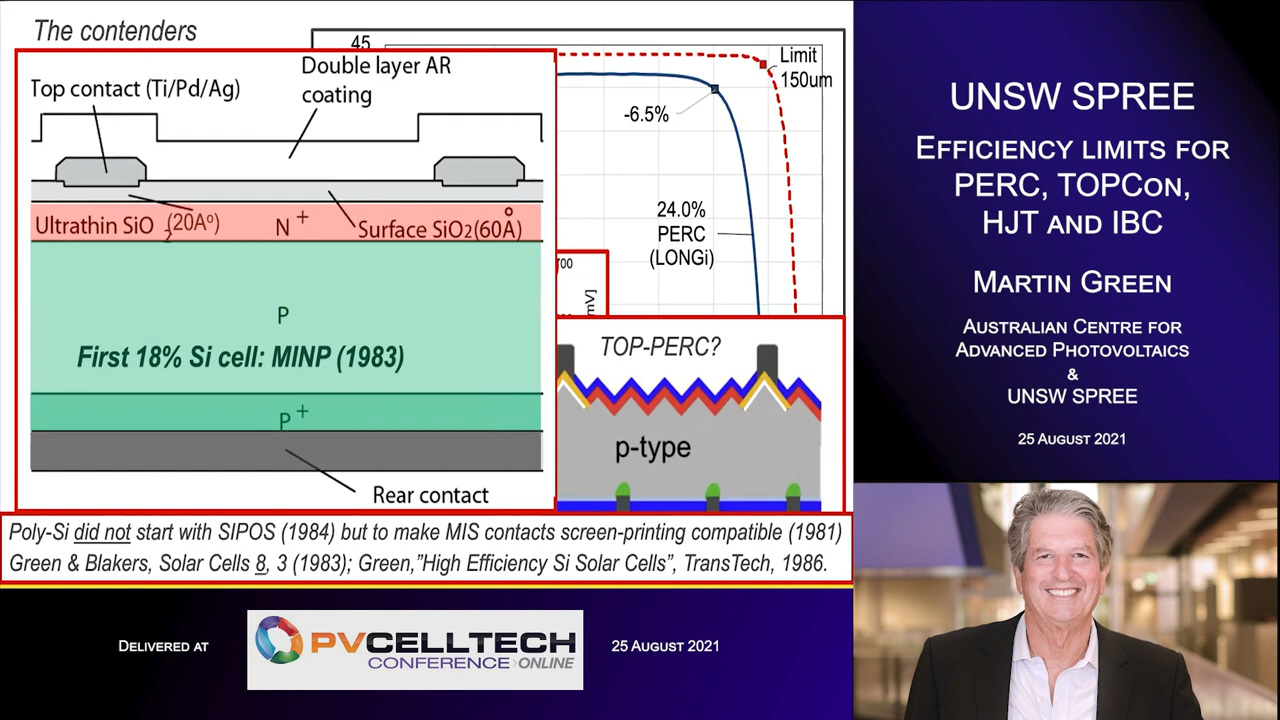 The contenders
Top contact (Ti/Pd/Ag)
Double layer AR
coating
Ultrathin SiO2 (20Aº)
N +
Surface SiO2(60Å)
P
First 18% Si cell: MINP (1983)
P +
Rear contact
45
Limit
150um
-6.5%
24.0%
PERC
(LONGi)
700
mV]
TOP-PERC?
p-type
Poly-Si did not start with SIPOS (1984) but to make MIS contacts screen-printing compatible (1981)
Green & Blakers, Solar Cells 8, 3 (1983); Green,”High Efficiency Si Solar Cells”, TransTech, 1986.
Delivered at
PVCELLTECH
CONFERENCE>ONLINE
25 August 2021
UNSW SPREE
Efficiency limits for
PERC, TOPCon,
HJT and IBC
Martin Green
Australian Centre for
Advanced Photovoltaics
&
UNSW SPREE
25 August 2021